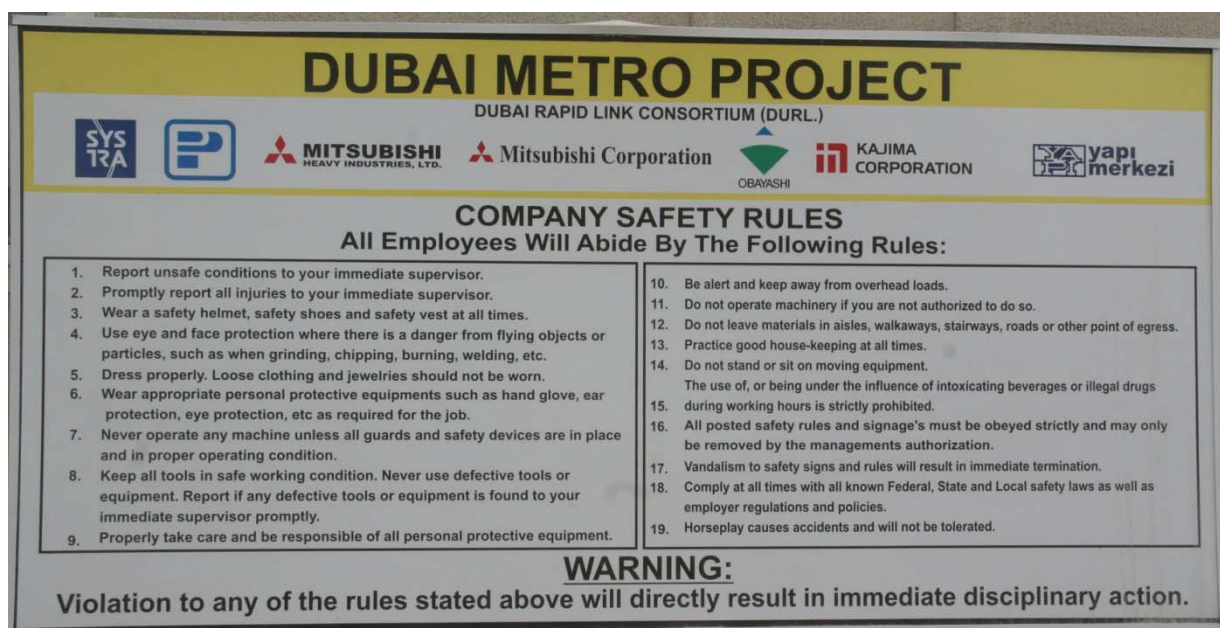 DUBAI METRO PROJECT
DUBAI RAPID LINK CONSORTIUM (DURL.)
SYS
TRA
P
MITSUBISHI
HEAVY INDUSTRIES, LTD.
Mitsubishi Corporation
OBAYASHI
KAJIMA
CORPORATION
YAPI
yapı
merkezi
COMPANY SAFETY RULES
All Employees Will Abide By The Following Rules:
1. Report unsafe conditions to your immediate supervisor.
2. Promptly report all injuries to your immediate supervisor.
3. Wear a safety helmet, safety shoes and safety vest at all times.
4. Use eye and face protection where there is a danger from flying objects or
particles, such as when grinding, chipping, burning, welding, etc.
5. Dress properly. Loose clothing and jewelries should not be worn.
6. Wear appropriate personal protective equipments such as hand glove, ear
protection, eye protection, etc as required for the job.
7. Never operate any machine unless all guards and safety devices are in place
and in proper operating condition.
8. Keep all tools in safe working condition. Never use defective tools or
equipment. Report if any defective tools or equipment is found to your
immediate supervisor promptly.
9. Properly take care and be responsible of all personal protective equipment.
10. Be alert and keep away from overhead loads.
11. Do not operate machinery if you are not authorized to do so.
12. Do not leave materials in aisles, walkaways, stairways, roads or other point of egress.
13. Practice good house-keeping at all times.
14. Do not stand or sit on moving equipment.
The use of, or being under the influence of intoxicating beverages or illegal drugs
15. during working hours is strictly prohibited.
16. All posted safety rules and signage's must be obeyed strictly and may only
be removed by the managements authorization.
17. Vandalism to safety signs and rules will result in immediate termination.
18. Comply at all times with all known Federal, State and Local safety laws as well as
employer regulations and policies.
19. Horseplay causes accidents and will not be tolerated.
WARNING:
Violation to any of the rules stated above will directly result in immediate disciplinary action.